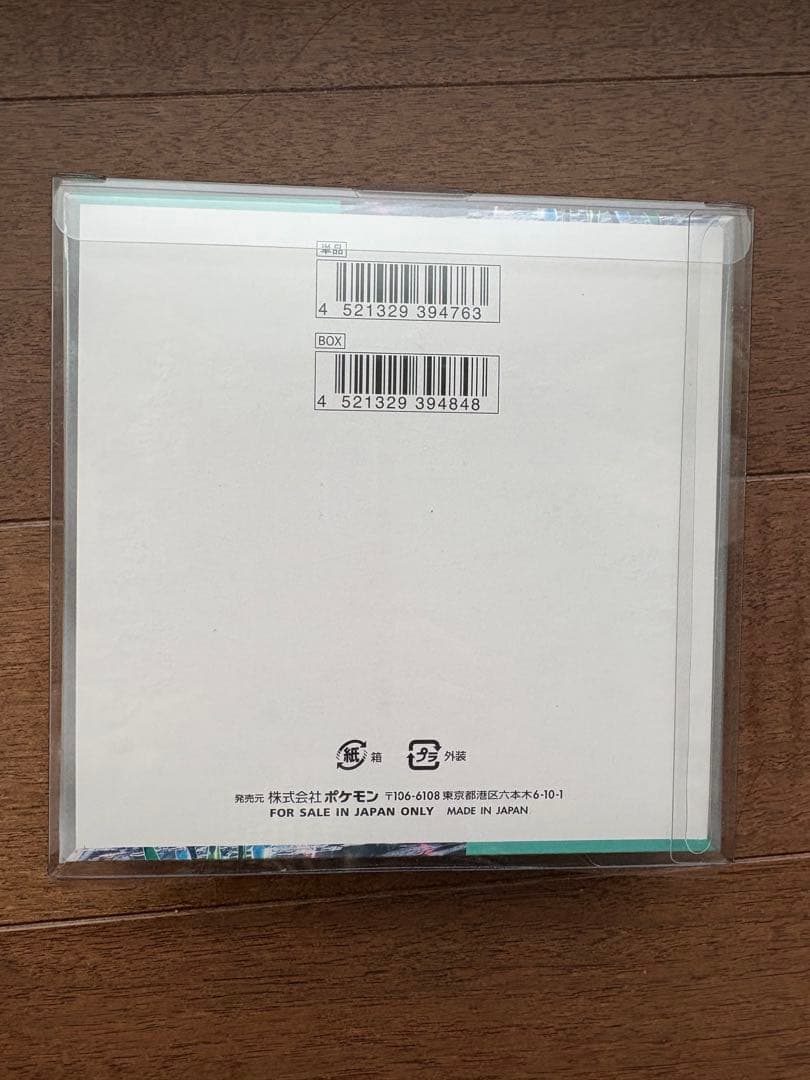 単品
4 521329 394763
BOX
4 521329 394848
紙 箱 プラ 外装
発売元 株式会社ポケモン 〒106-6108 東京都港区六本木6-10-1
FOR SALE IN JAPAN ONLY MADE IN JAPAN